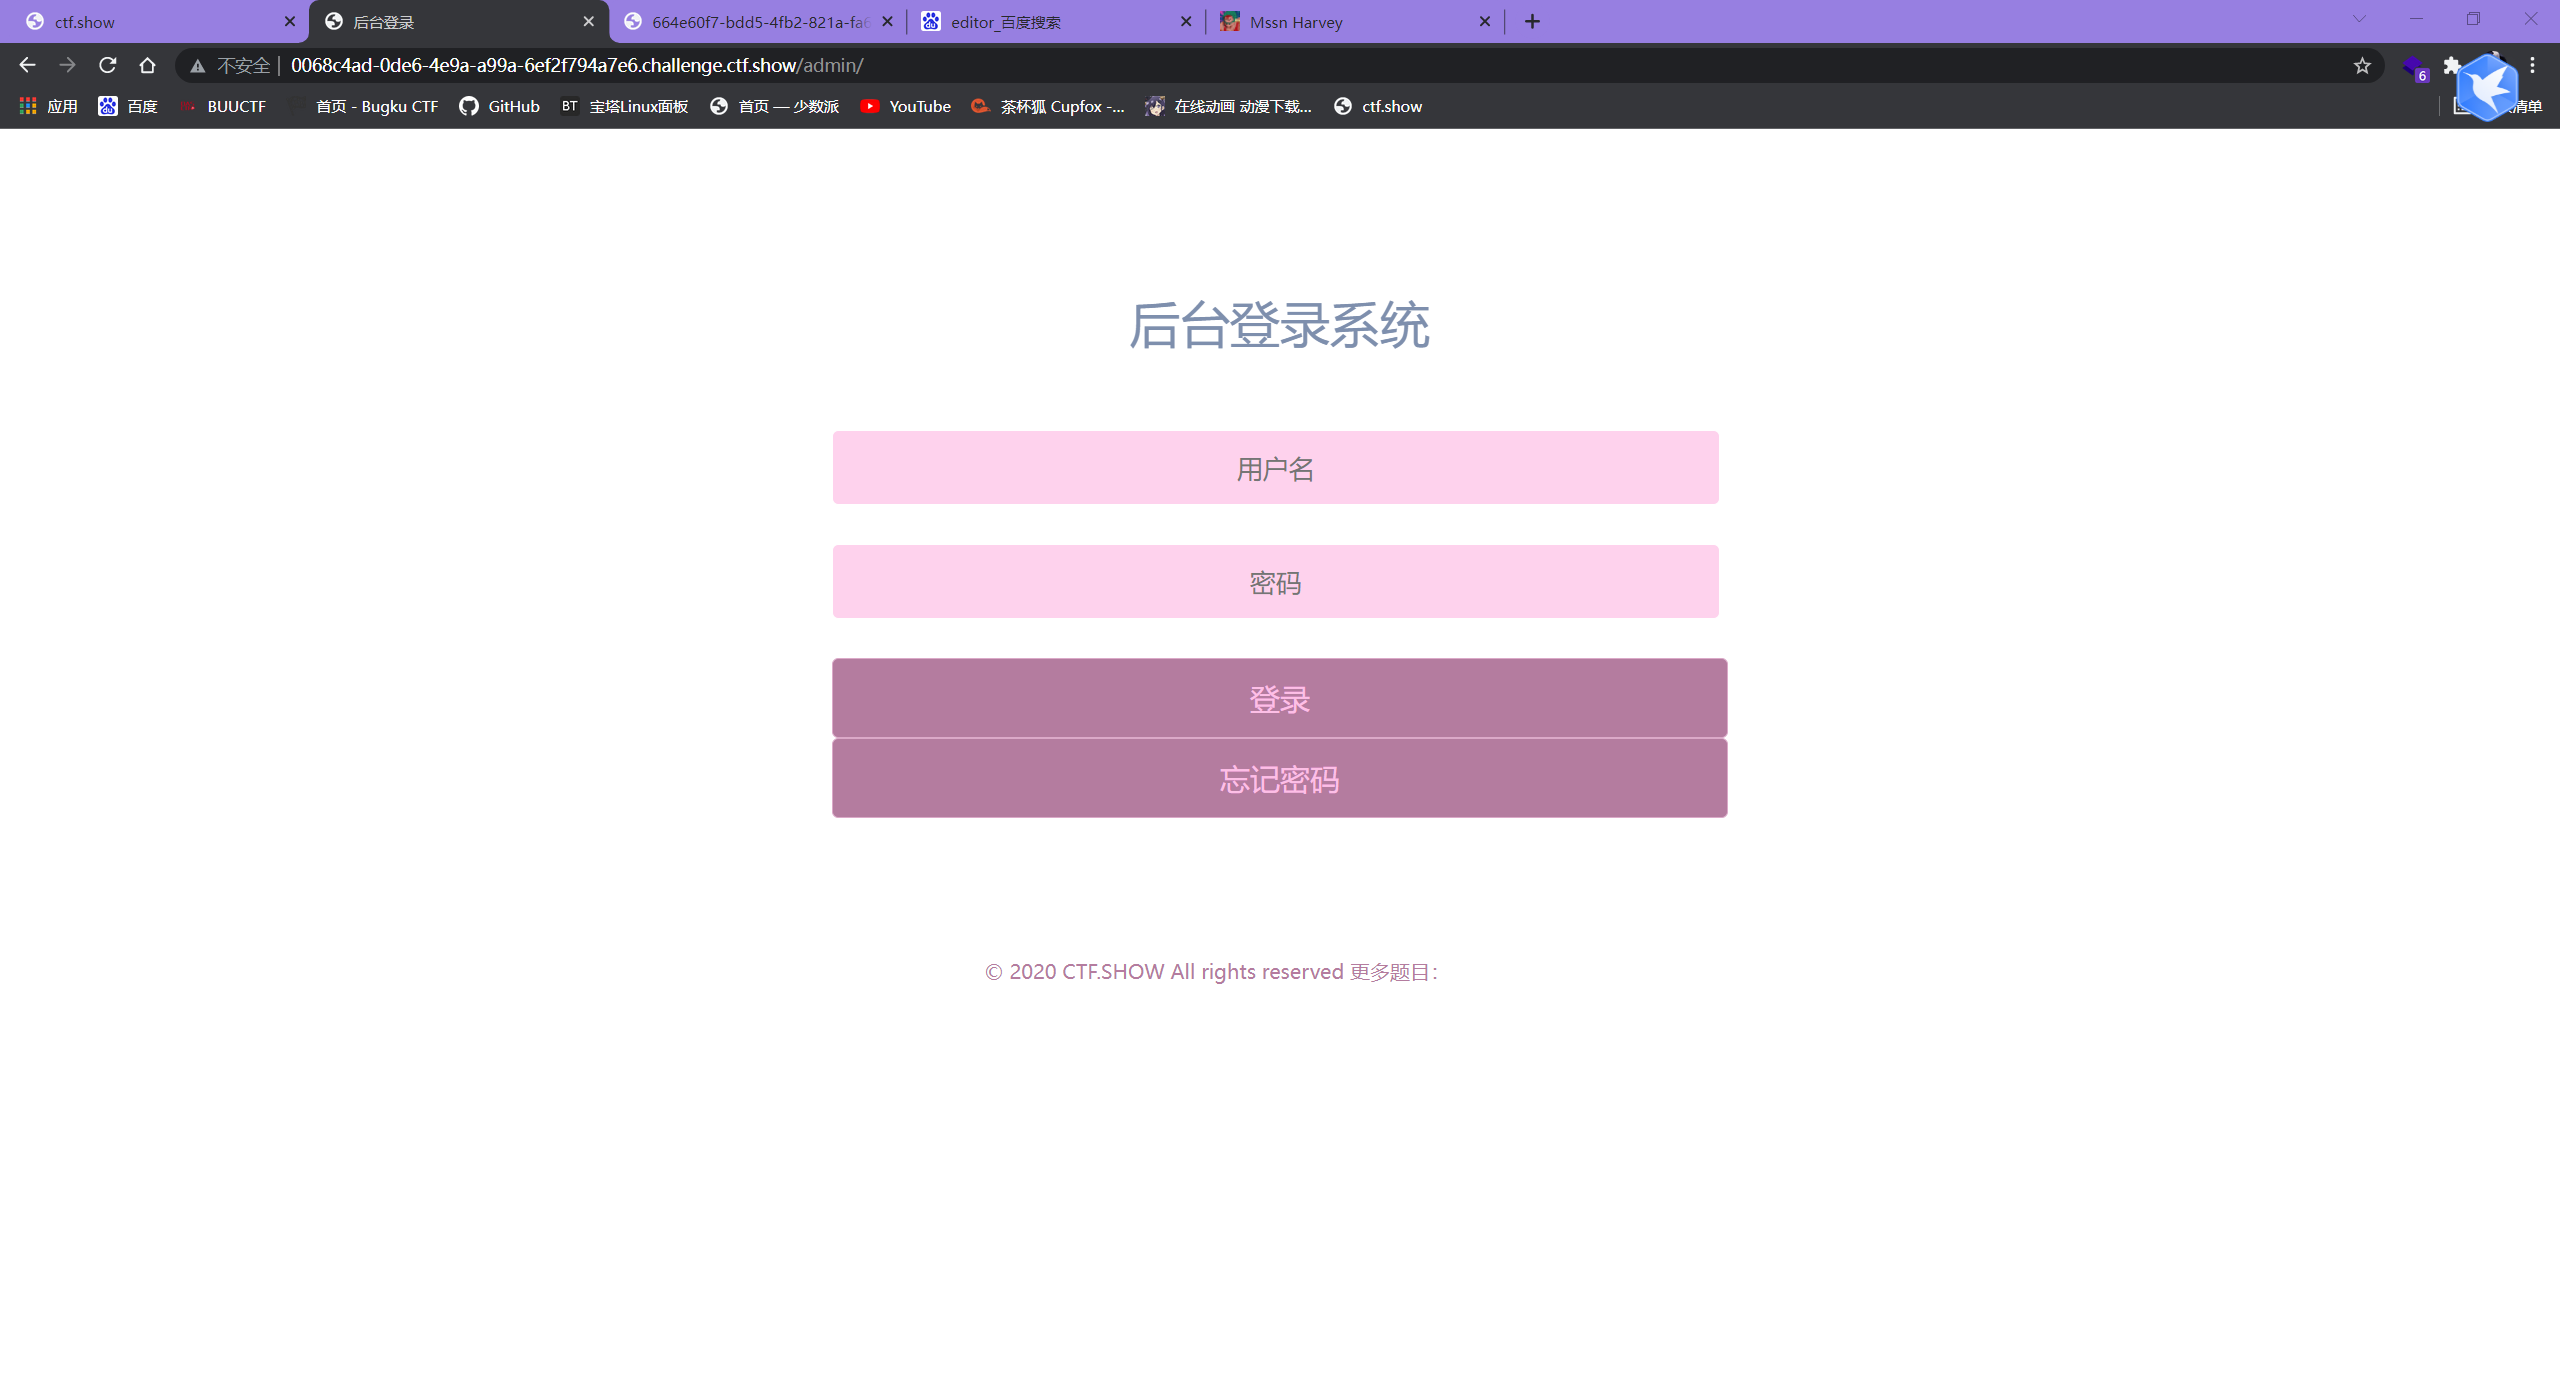 ctf.show
后台登录
664e60f7-bdd5-4fb2-821a-fa6
editor_百度搜索
Mssn Harvey
不安全 | 0068c4ad-0de6-4e9a-a99a-6ef2f794a7e6.challenge.ctf.show/admin/
6
应用
百度
BUUCTF
首页 - Bugku CTF
GitHub
BT 宝塔Linux面板
首页 — 少数派
YouTube
茶杯狐 Cupfox -...
在线动画 动漫下载...
ctf.show
清单
后台登录系统
用户名
密码
登录
忘记密码
© 2020 CTF.SHOW All rights reserved 更多题目: